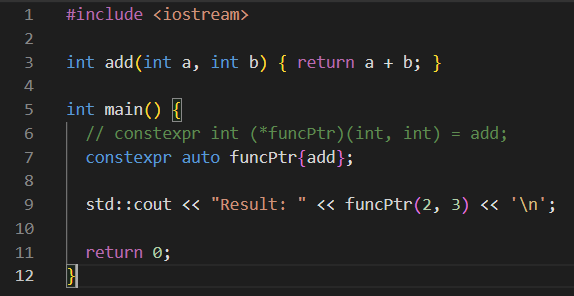 1 #include <iostream>
2
3 int add(int a, int b) { return a + b; }
4
5 int main() {
6   // constexpr int (*funcPtr)(int, int) = add;
7   constexpr auto funcPtr{add};
8
9   std::cout << "Result: " << funcPtr(2, 3) << '\n';
10
11   return 0;
12 }